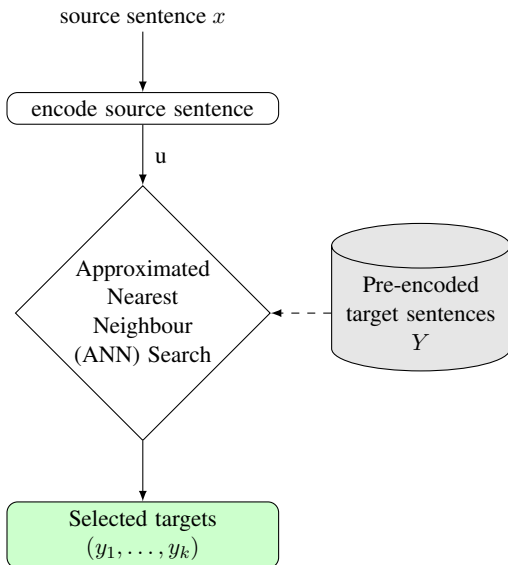 source sentence x
encode source sentence
u
Approximated
Nearest
Neighbour
(ANN) Search
Pre-encoded
target sentences
Y
Selected targets
(y₁, . . . , yₖ)